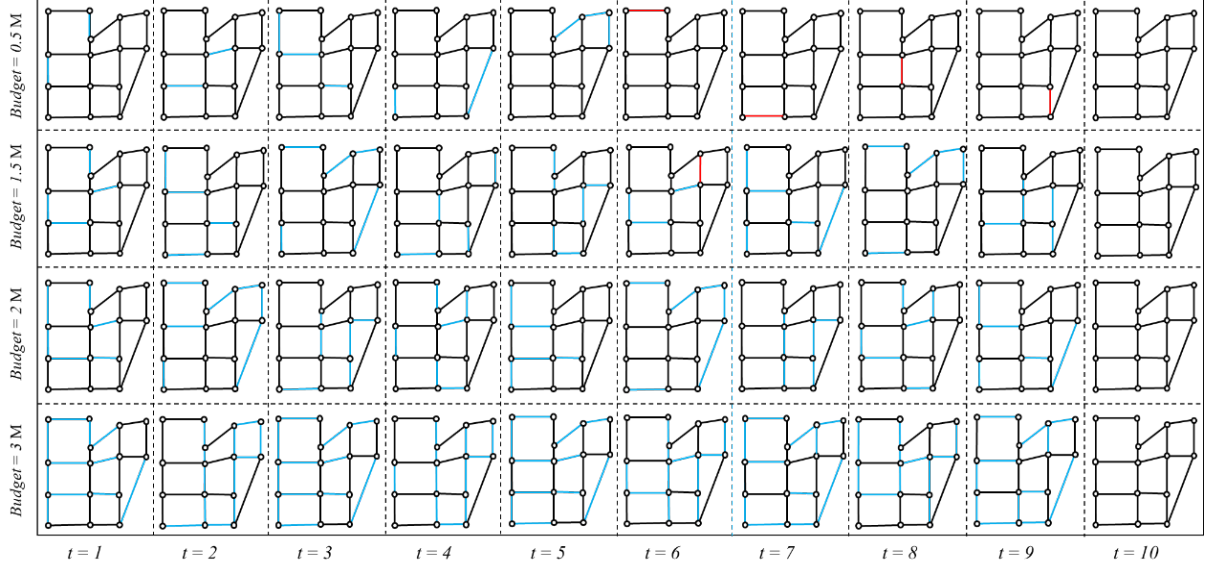 Budget = 0.5 M
Budget = 1.5 M
Budget = 2 M
Budget = 3 M
t = 1 t = 2 t = 3 t = 4 t = 5 t = 6 t = 7 t = 8 t = 9 t = 10